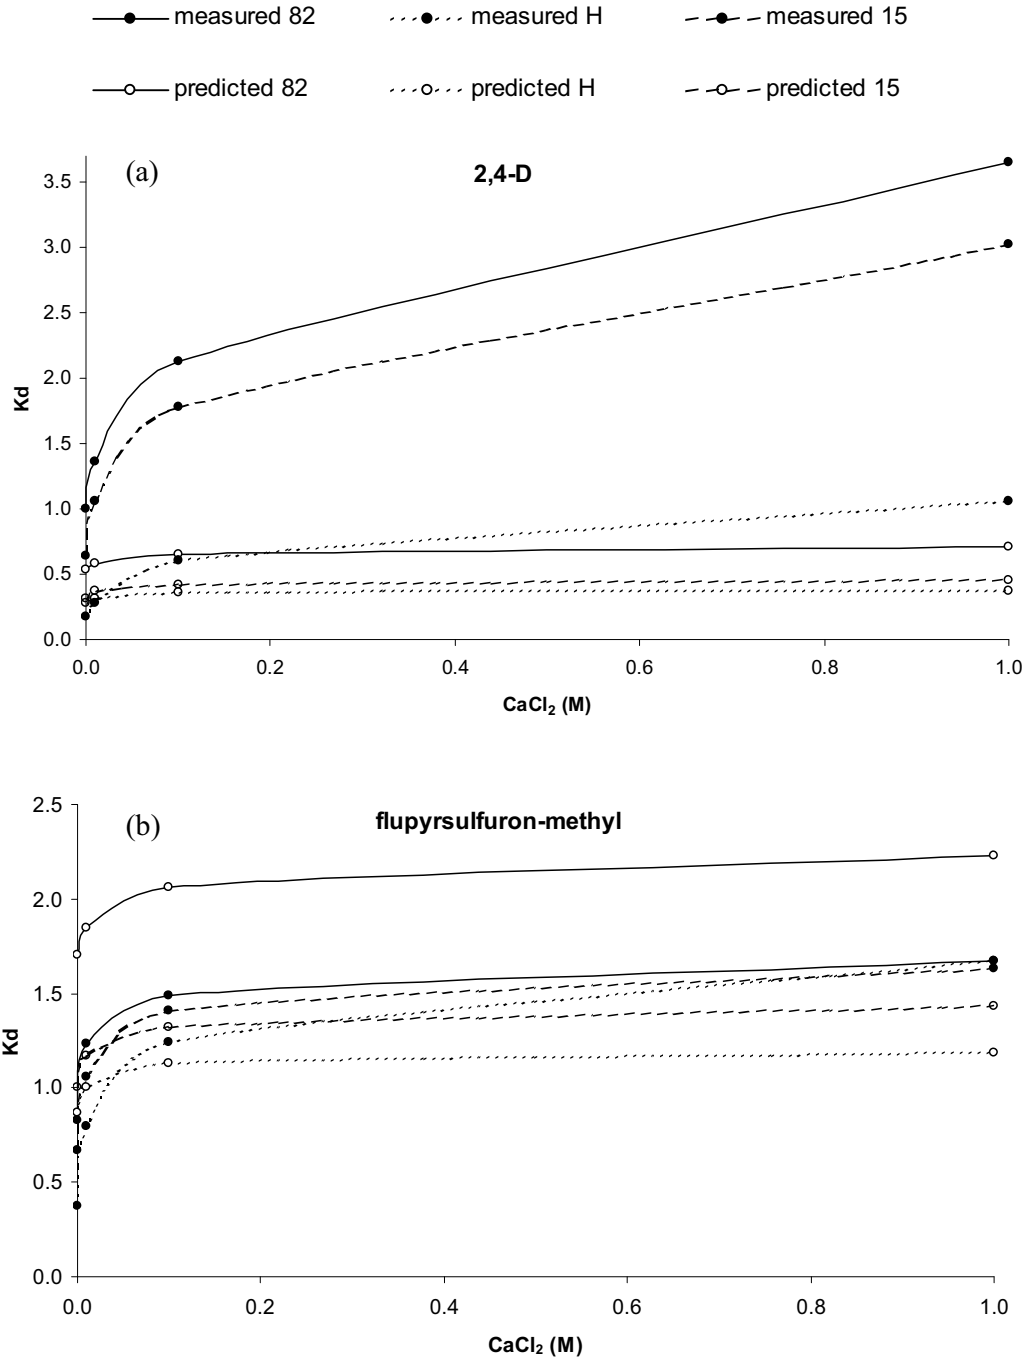 measured 82 measured H measured 15
predicted 82 predicted H predicted 15
(a) 2,4-D
3.5
3.0
2.5
2.0
1.5
1.0
0.5
0.0
Kd
0.0 0.2 0.4 0.6 0.8 1.0
CaCl₂ (M)
(b) flupyrsulfuron-methyl
2.5
2.0
1.5
1.0
0.5
0.0
Kd
0.0 0.2 0.4 0.6 0.8 1.0
CaCl₂ (M)